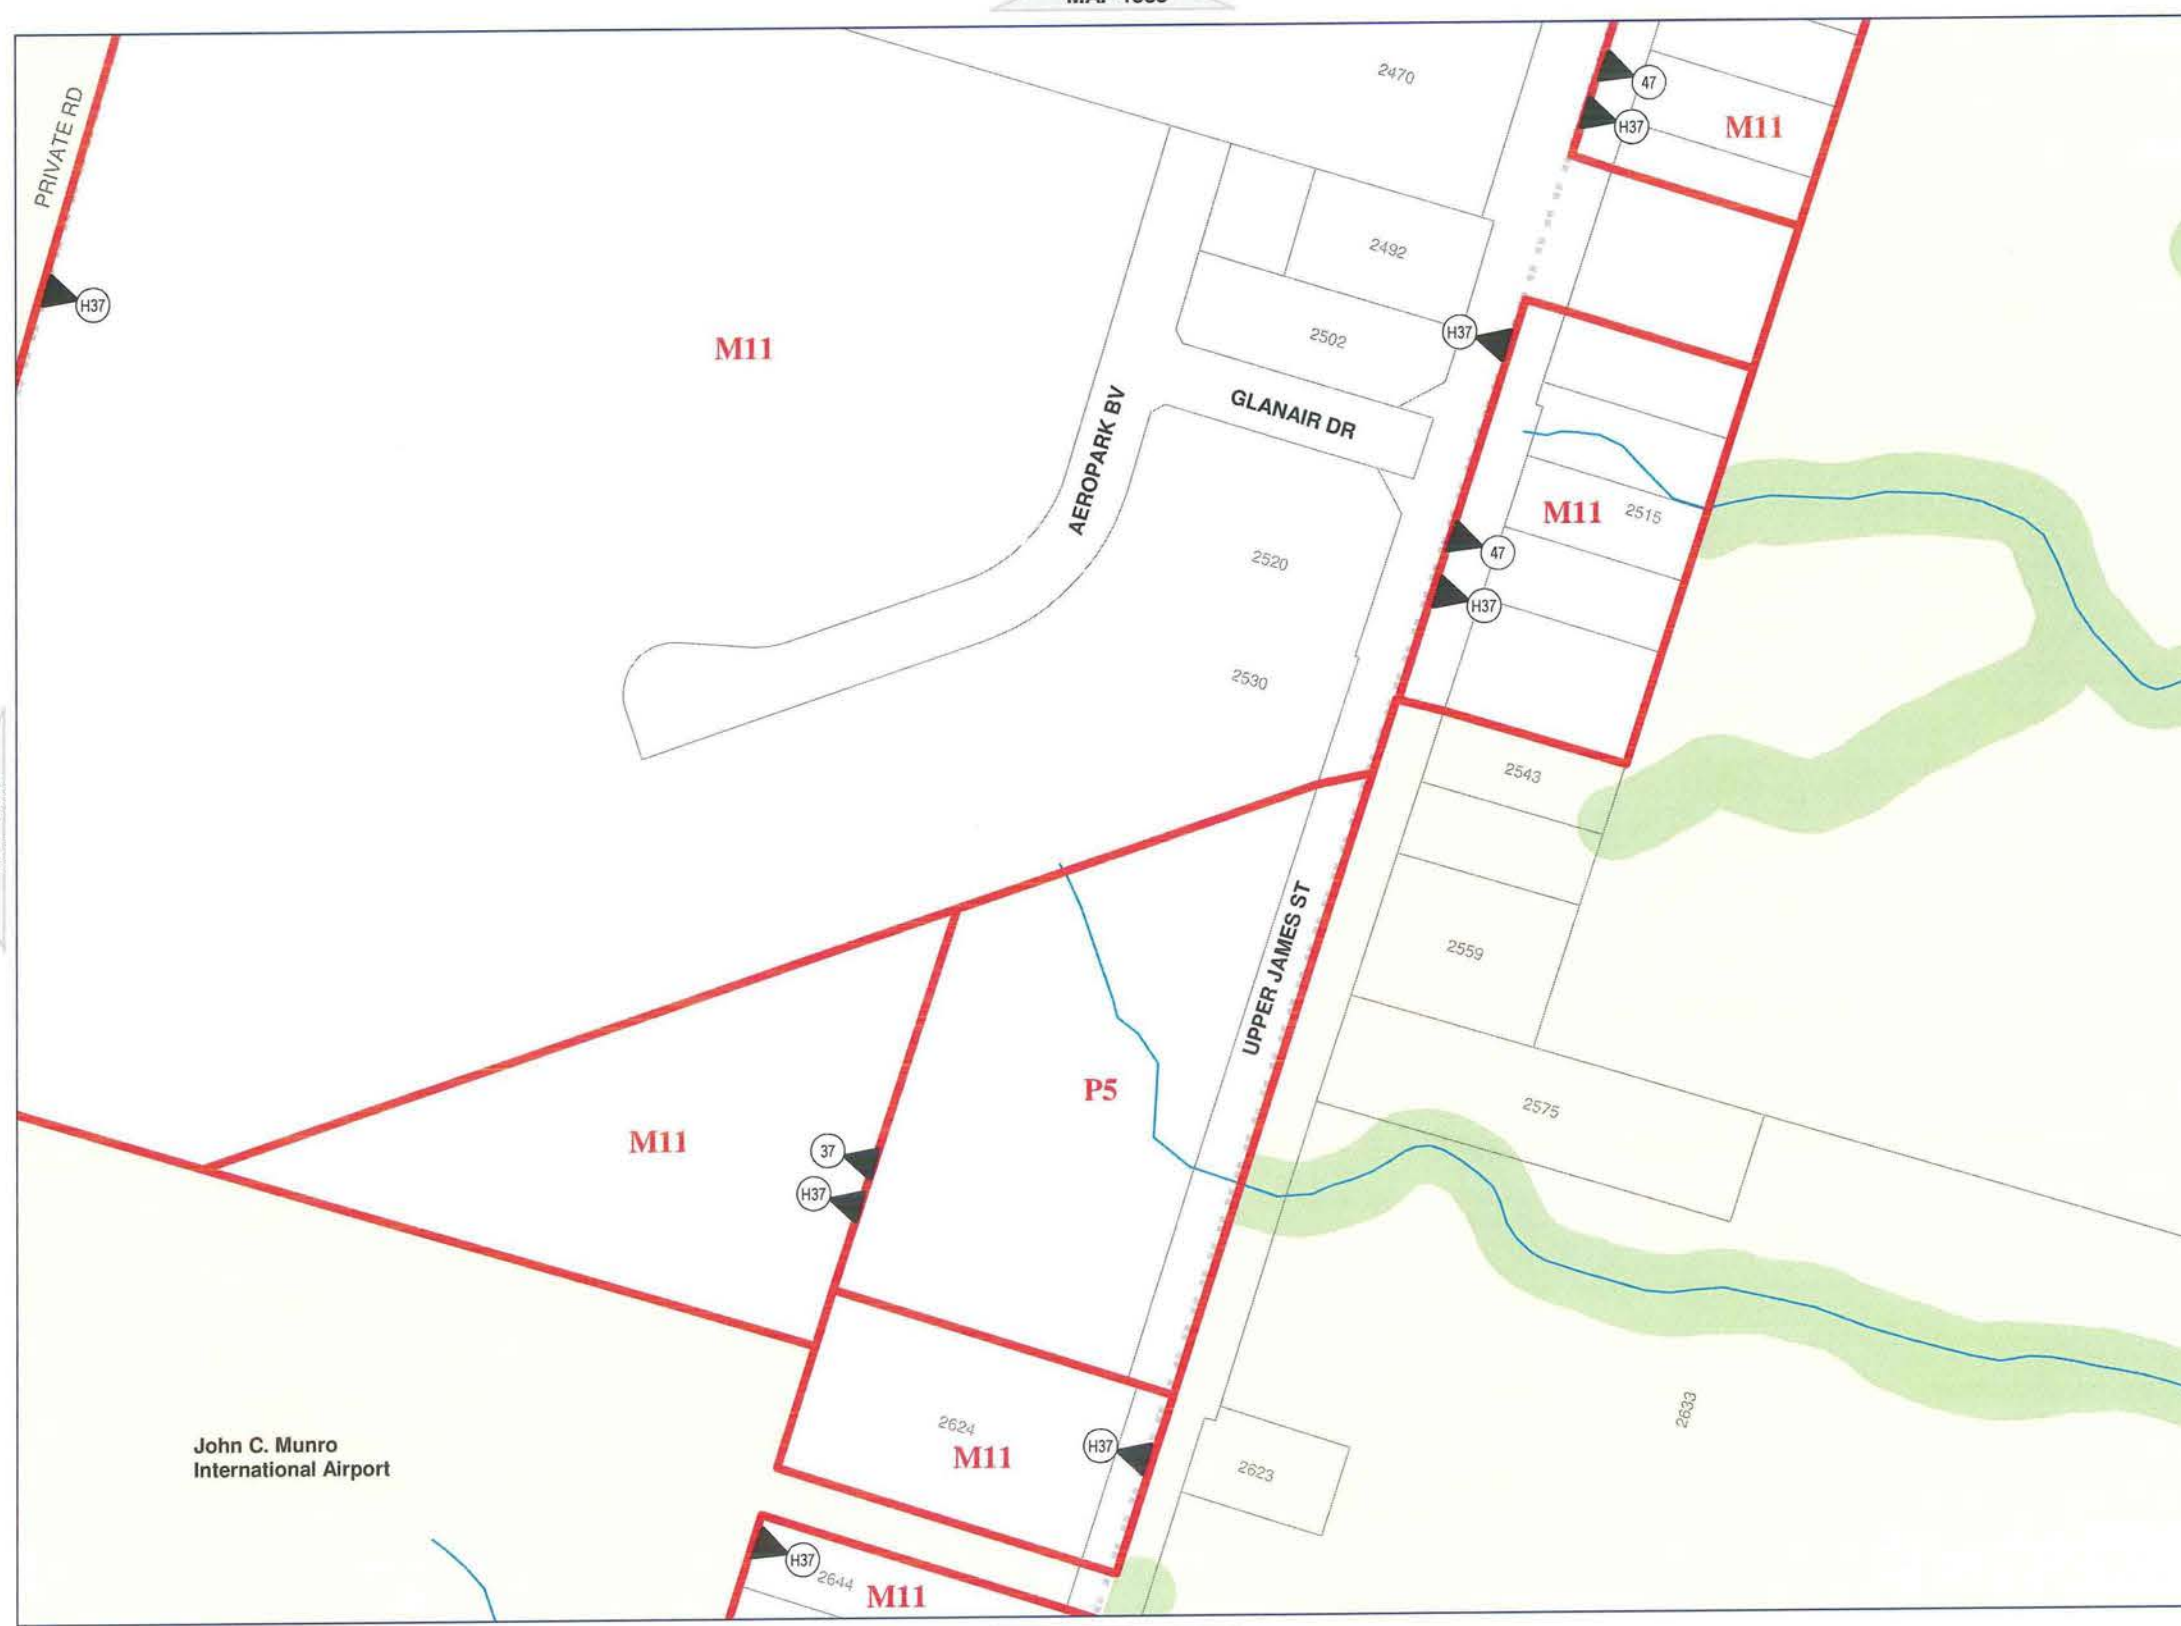 MAP 1388
PRIVATE RD
2470
47
H37
M11
2492
H37
M11
2502
H37
GLANAIR DR
AEROPARK BV
M11
2515
2520
47
H37
2530
2543
2559
UPPER JAMES ST
P5
2575
M11
37
H37
2624
M11
H37
2623
2633
John C. Munro
International Airport
H37
2644
M11